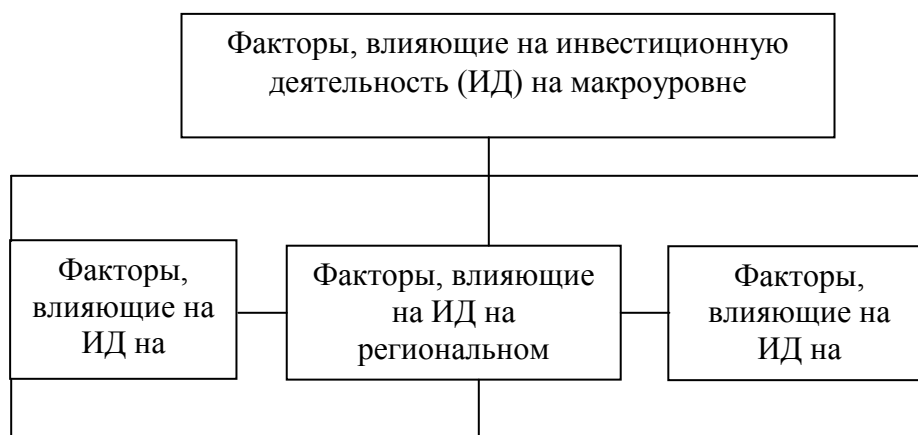 Факторы, влияющие на инвестиционную
деятельность (ИД) на макроуровне
Факторы,
влияющие на
ИД на
Факторы, влияющие
на ИД на
региональном
Факторы,
влияющие на
ИД на